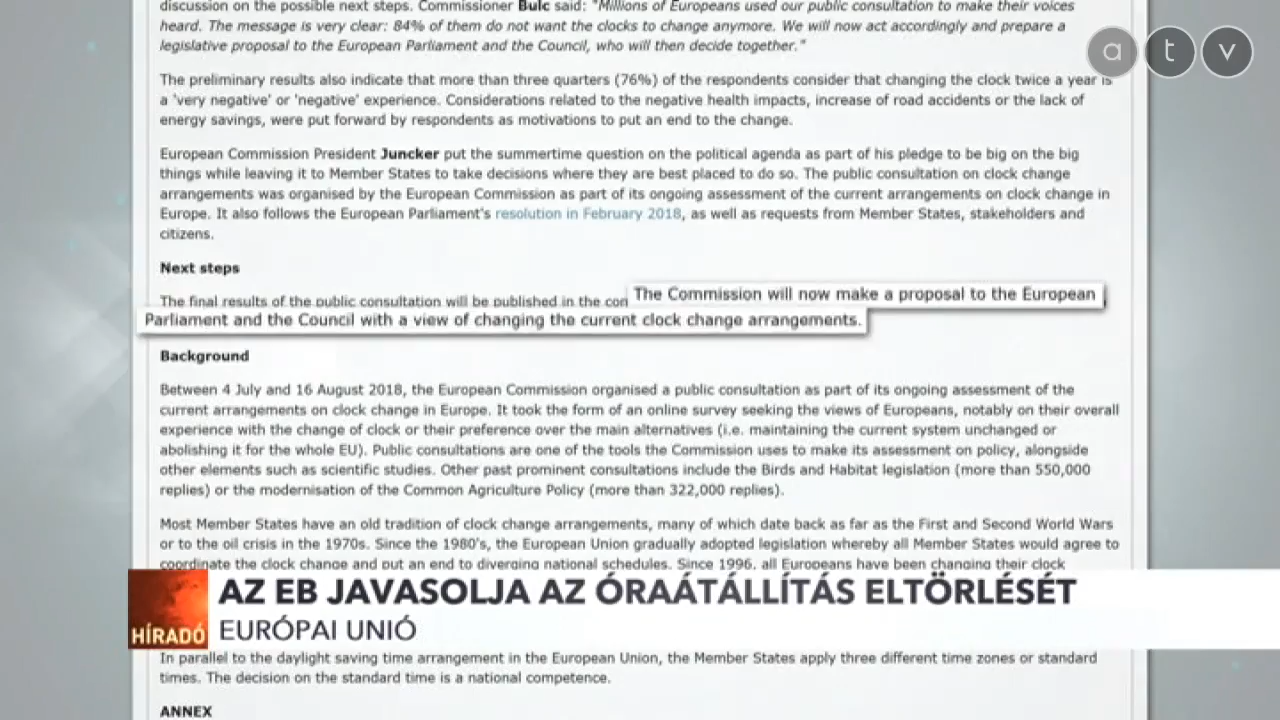 discussion on the possible next steps. Commissioner Bulc said: "Millions of Europeans used our public consultation to make their voices
heard. The message is very clear: 84% of them do not want the clocks to change anymore. We will now act accordingly and prepare a
legislative proposal to the European Parliament and the Council, who will then decide together."
a t v
The preliminary results also indicate that more than three quarters (76%) of the respondents consider that changing the clock twice a year is
a 'very negative' or 'negative' experience. Considerations related to the negative health impacts, increase of road accidents or the lack of
energy savings, were put forward by respondents as motivations to put an end to the change.
European Commission President Juncker put the summertime question on the political agenda as part of his pledge to be big on the big
things while leaving it to Member States to take decisions where they are best placed to do so. The public consultation on clock change
arrangements was organised by the European Commission as part of its ongoing assessment of the current arrangements on clock change in
Europe. It also follows the European Parliament's resolution in February 2018, as well as requests from Member States, stakeholders and
citizens.
Next steps
The final results of the public consultation will be published in the con The Commission will now make a proposal to the European
Parliament and the Council with a view of changing the current clock change arrangements.
Background
Between 4 July and 16 August 2018, the European Commission organised a public consultation as part of its ongoing assessment of the
current arrangements on clock change in Europe. It took the form of an online survey seeking the views of Europeans, notably on their overall
experience with the change of clock or their preference over the main alternatives (i.e. maintaining the current system unchanged or
abolishing it for the whole EU). Public consultations are one of the tools the Commission uses to make its assessment on policy, alongside
other elements such as scientific studies. Other past prominent consultations include the Birds and Habitat legislation (more than 550,000
replies) or the modernisation of the Common Agriculture Policy (more than 322,000 replies).
Most Member States have an old tradition of clock change arrangements, many of which date back as far as the First and Second World Wars
or to the oil crisis in the 1970s. Since the 1980's, the European Union gradually adopted legislation whereby all Member States would agree to
coordinate the clock change and put an end to diverging national schedules. Since 1996, all Europeans have been changing their clock
HÍRADÓ
AZ EB JAVASOLJA AZ ÓRAÁTÁLLÍTÁS ELTÖRLÉSÉT
EURÓPAI UNIÓ
In parallel to the daylight saving time arrangement in the European Union, the Member States apply three different time zones or standard
times. The decision on the standard time is a national competence.
ANNEX